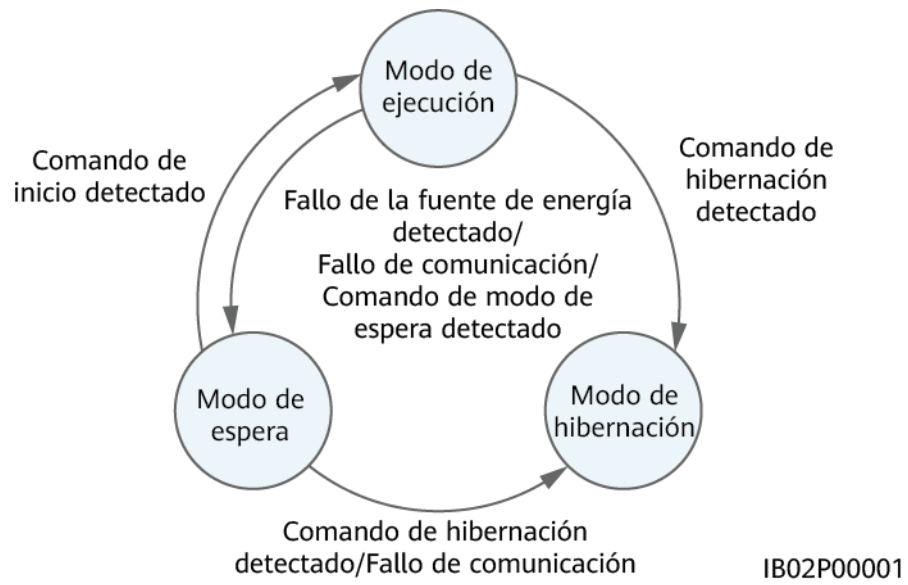 Modo de
ejecución
Comando de
inicio detectado
Comando de
hibernación
detectado
Fallo de la fuente de energía
detectado/
Fallo de comunicación/
Comando de modo de
espera detectado
Modo de
espera
Modo de
hibernación
Comando de hibernación
detectado/Fallo de comunicación
IB02P00001